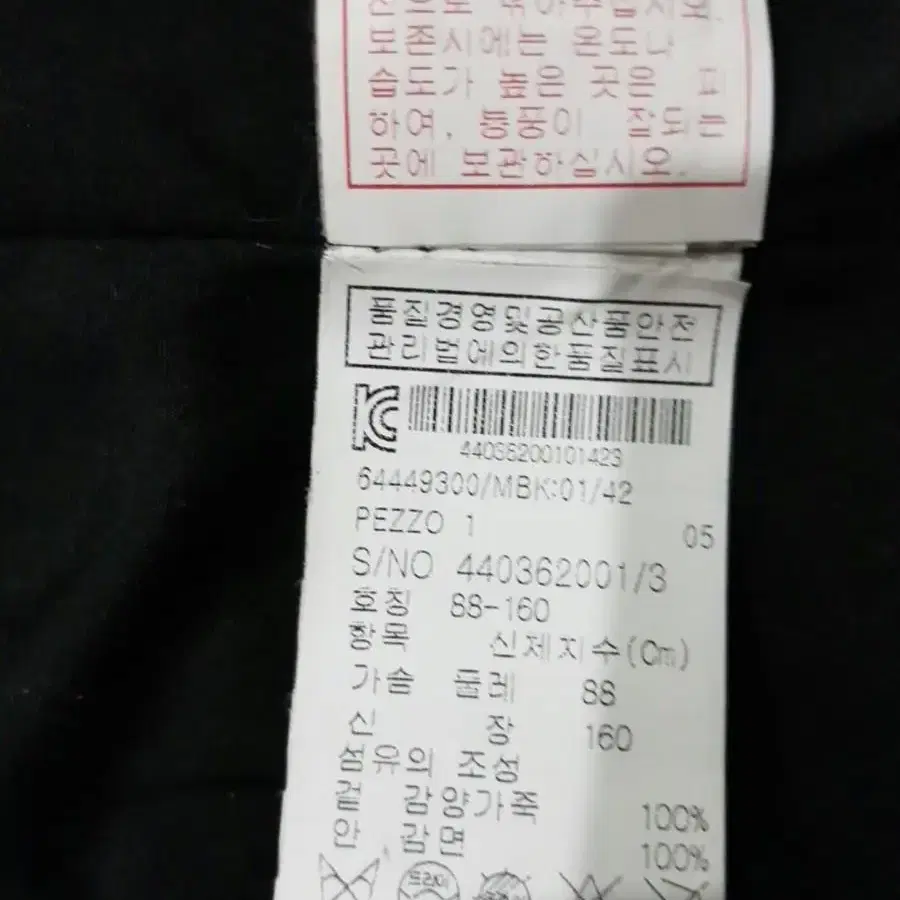 보존시에는 온도나
습도가 높은 곳은 피
하여, 통풍이 잘되는
곳에 보관하십시오.
품질경영및공산품안전
관리법에의한품질표시
44036200101423
64449300/MBK:01/42
PEZZO 1 05
S/NO 440362001/3
호칭 88-160
항목 신체치수(Cm)
가슴 둘레 88
신 장 160
섬유의 조성
겉 감양가죽 100%
안 감면 100%
드라이